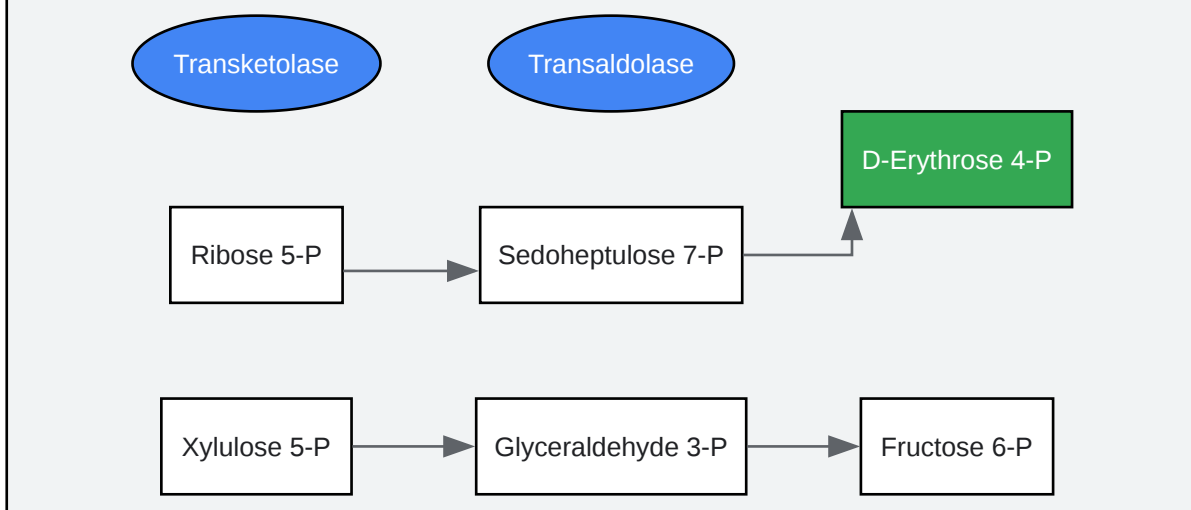 Transketolase
Transaldolase
D-Erythrose 4-P
Ribose 5-P
Sedoheptulose 7-P
Xylulose 5-P
Glyceraldehyde 3-P
Fructose 6-P